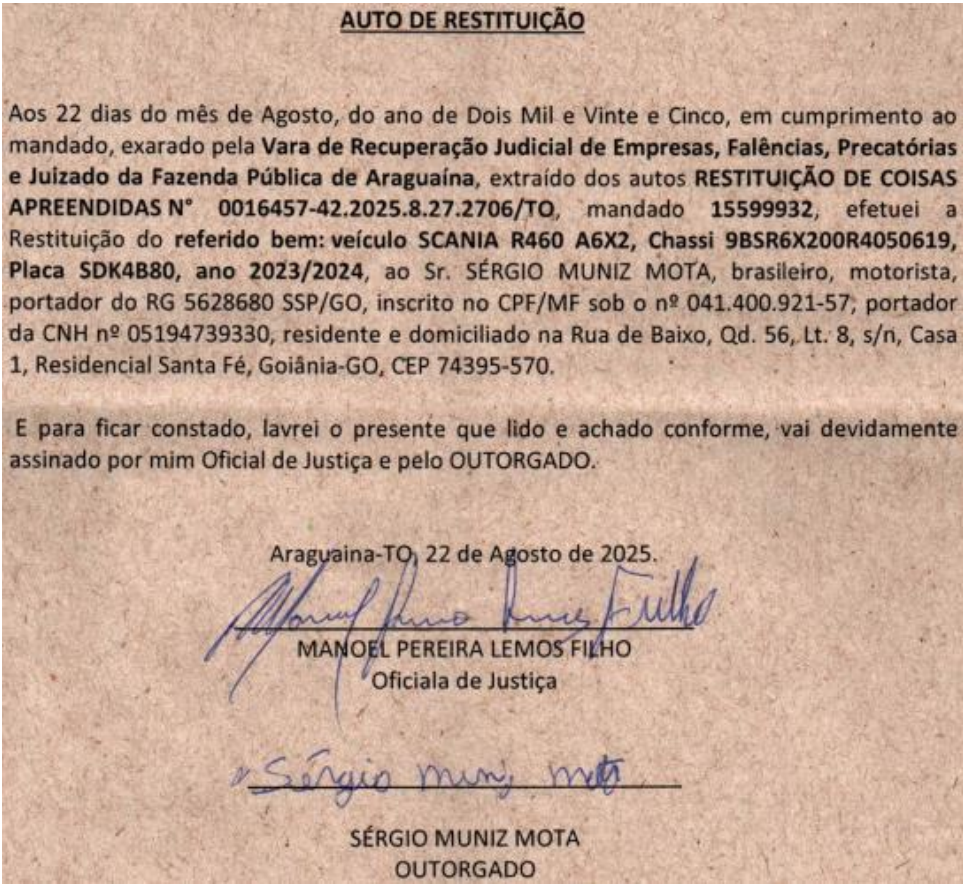 AUTO DE RESTITUIÇÃO
Aos 22 dias do mês de Agosto, do ano de Dois Mil e Vinte e Cinco, em cumprimento ao
mandado, exarado pela Vara de Recuperação Judicial de Empresas, Falências, Precatórias
e Juizado da Fazenda Pública de Araguaína, extraído dos autos RESTITUIÇÃO DE COISAS
APREENDIDAS N° 0016457-42.2025.8.27.2706/TO, mandado 15599932, efetuei a
Restituição do referido bem: veículo SCANIA R460 A6X2, Chassi 9BSR6X200R4050619,
Placa SDK4B80, ano 2023/2024, ao Sr. SÉRGIO MUNIZ MOTA, brasileiro, motorista,
portador do RG 5628680 SSP/GO, inscrito no CPF/MF sob o nº 041.400.921-57, portador
da CNH nº 05194739330, residente e domiciliado na Rua de Baixo, Qd. 56, Lt. 8, s/n, Casa
1, Residencial Santa Fé, Goiânia-GO, CEP 74395-570.
E para ficar constado, lavrei o presente que lido e achado conforme, vai devidamente
assinado por mim Oficial de Justiça e pelo OUTORGADO.
Araguaina-TO, 22 de Agosto de 2025.
Filho
MANOEL PEREIRA LEMOS FILHO
Oficiala de Justiça
Sérgio muniz mota
SÉRGIO MUNIZ MOTA
OUTORGADO